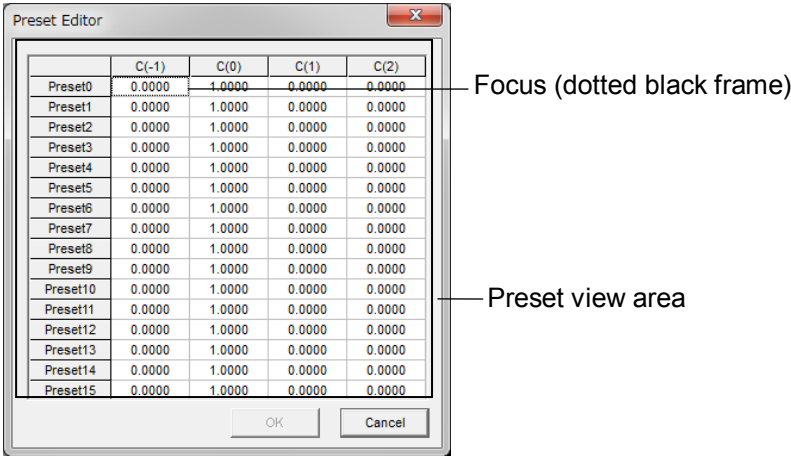 Preset Editor
C(-1) C(0) C(1) C(2)
Preset0 0.0000 1.0000 0.0000 0.0000
Focus (dotted black frame)
Preset1 0.0000 1.0000 0.0000 0.0000
Preset2 0.0000 1.0000 0.0000 0.0000
Preset3 0.0000 1.0000 0.0000 0.0000
Preset4 0.0000 1.0000 0.0000 0.0000
Preset5 0.0000 1.0000 0.0000 0.0000
Preset6 0.0000 1.0000 0.0000 0.0000
Preset7 0.0000 1.0000 0.0000 0.0000
Preset8 0.0000 1.0000 0.0000 0.0000
Preset9 0.0000 1.0000 0.0000 0.0000
Preset10 0.0000 1.0000 0.0000 0.0000
Preset view area
Preset11 0.0000 1.0000 0.0000 0.0000
Preset12 0.0000 1.0000 0.0000 0.0000
Preset13 0.0000 1.0000 0.0000 0.0000
Preset14 0.0000 1.0000 0.0000 0.0000
Preset15 0.0000 1.0000 0.0000 0.0000
OK Cancel